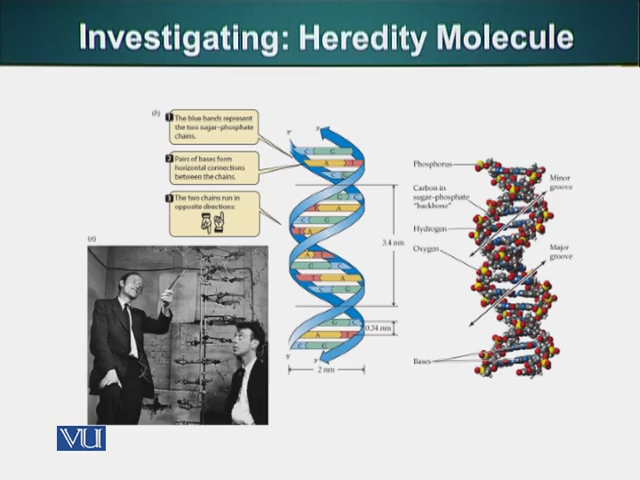 Investigating: Heredity Molecule
(b)
1 The blue bands represent
the two sugar-phosphate
chains.
2 Pairs of bases form
horizontal connections
between the chains.
3 The two chains run in
opposite directions:
(a)
C G
A T
C G
G C
T A
C G
T A
A T
G C
T A
G C
A T
C G
3.4 nm
0.34 nm
2 nm
Phosphorus
Carbon in
sugar-phosphate
"backbone"
Hydrogen
Oxygen
Bases
Minor
groove
Major
groove
VU